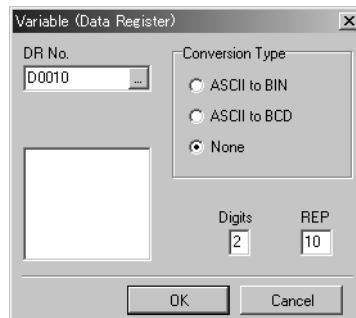 Variable (Data Register)
DR No.
D0010 ...
Conversion Type
ASCII to BIN
ASCII to BCD
None
Digits REP
2 10
OK Cancel